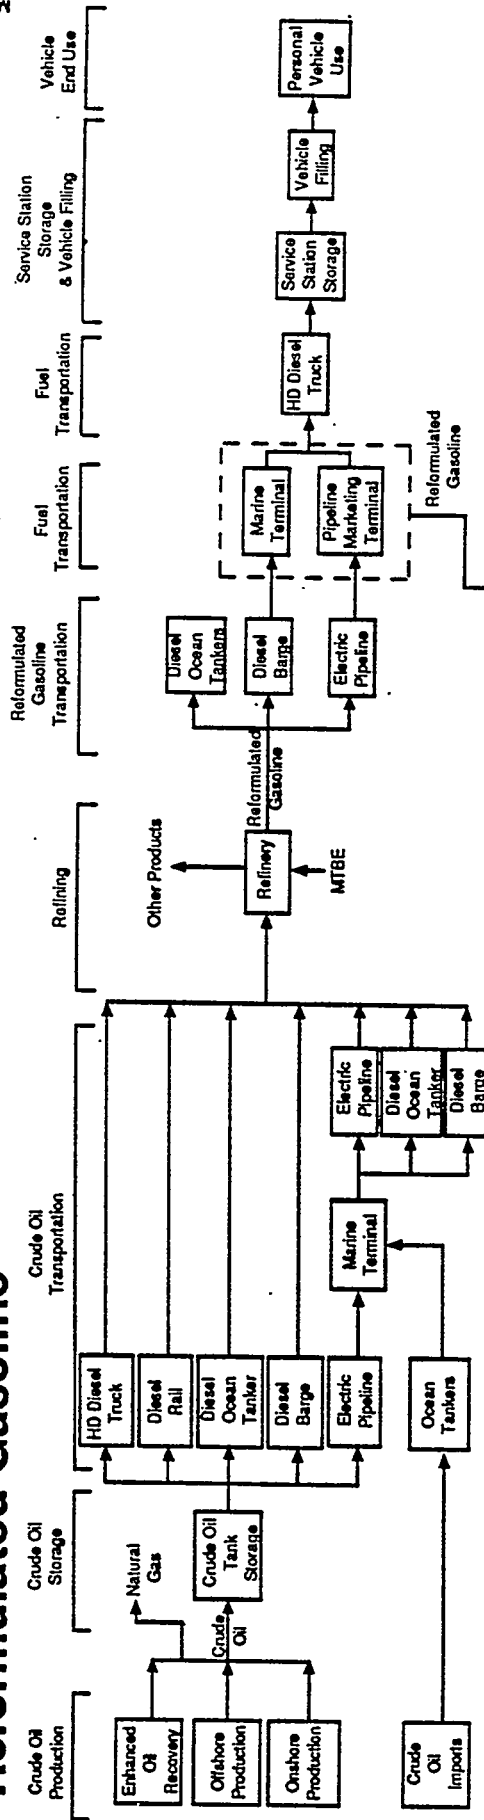 Reformulated Gasoline
Crude Oil
Production
Crude Oil
Storage
Crude Oil
Transportation
Refining
Reformulated
Gasoline
Transportation
Fuel
Transportation
Fuel
Transportation
Service Station
Storage
& Vehicle Filling
Vehicle
End Use
Enhanced
Oil
Recovery
Offshore
Production
Onshore
Production
Crude
Oil
Imports
Natural
Gas
Crude
Oil
Crude Oil
Tank
Storage
HD Diesel
Truck
Diesel
Rail
Diesel
Ocean
Tanker
Diesel
Barge
Electric
Pipeline
Ocean
Tankers
Marine
Terminal
Electric
Pipeline
Diesel
Ocean
Tanker
Diesel
Barge
Other Products
Refinery
MTBE
Reformulated
Gasoline
Diesel
Ocean
Tankers
Diesel
Barge
Electric
Pipeline
Marine
Terminal
Pipeline
Marketing
Terminal
Reformulated
Gasoline
HD Diesel
Truck
Service
Station
Storage
Vehicle
Filling
Personal
Vehicle
Use